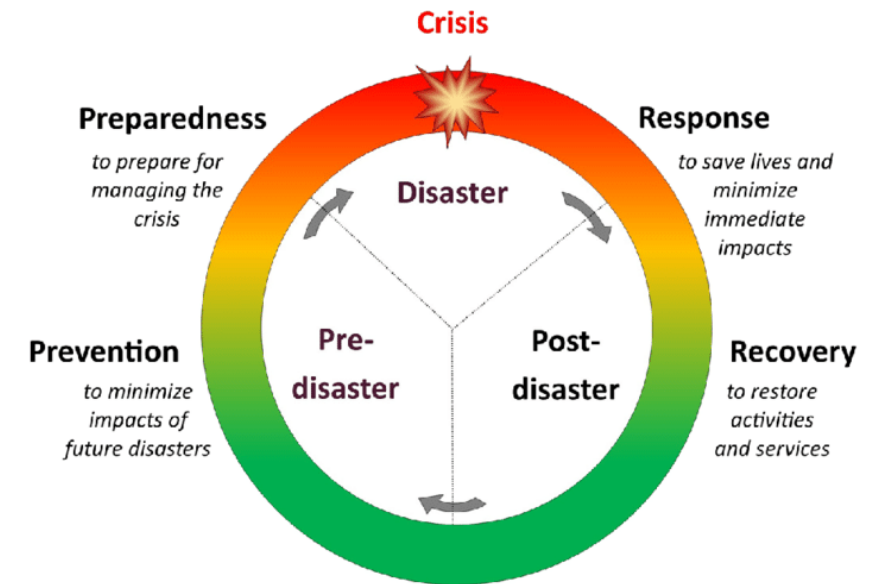 Crisis
Preparedness
to prepare for
managing the
crisis
Response
to save lives and
minimize
immediate
impacts
Disaster
Pre-
disaster
Post-
disaster
Prevention
to minimize
impacts of
future disasters
Recovery
to restore
activities
and services